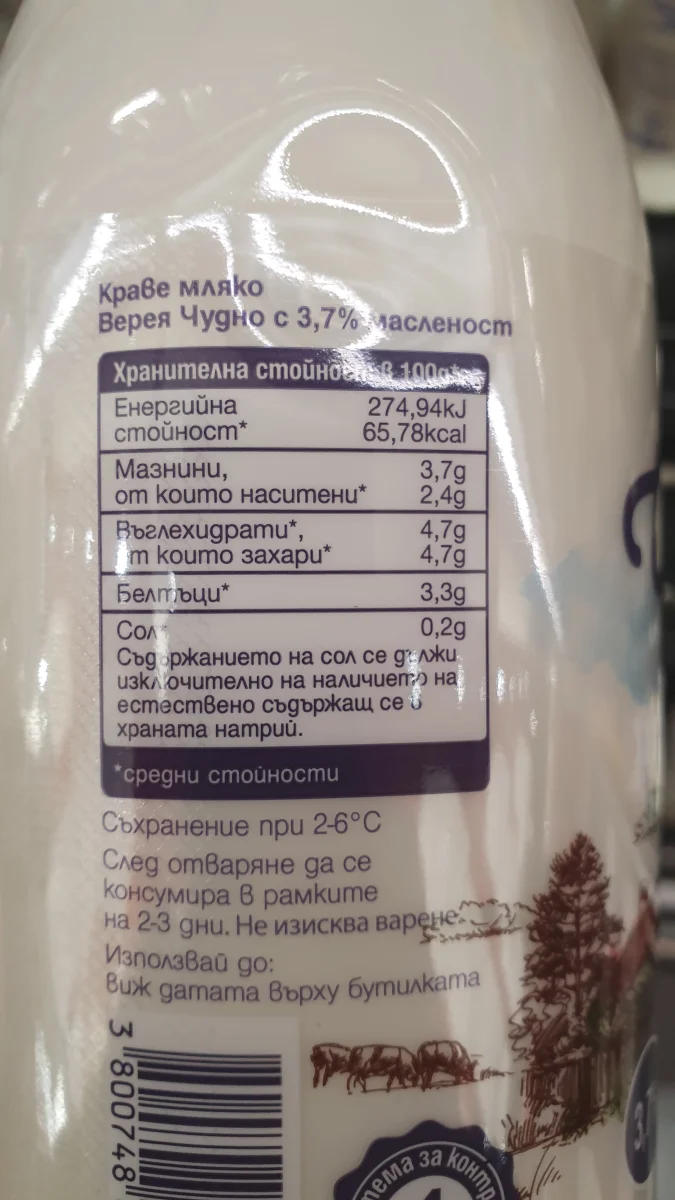 Краве мляко
Верея Чудно с 3,7% масленост
Хранителна в 100g
Енергийна 274,94kJ
стойност* 65,78kcal
Мазнини, 3,7g
от които наситени* 2,4g
Въглехидрати*, 4,7g
от които захари* 4,7g
Белтъци* 3,3g
Сол* 0,2g
Съдържанието на сол се дължи
изключително на наличието на
естествено съдържащ се в
храната натрий.
*средни стойности
Съхранение при 2-6°C
След отваряне да се
консумира в рамките
на 2-3 дни. Не изисква варене.
Използвай до:
виж датата върху бутилката
3 800748
за